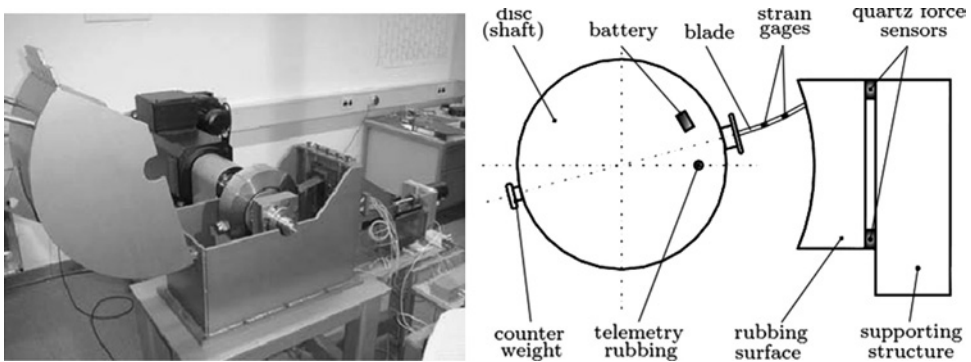 disc
(shaft)
battery
blade
strain
gages
quartz force
sensors
counter
weight
telemetry
rubbing
rubbing
surface
supporting
structure